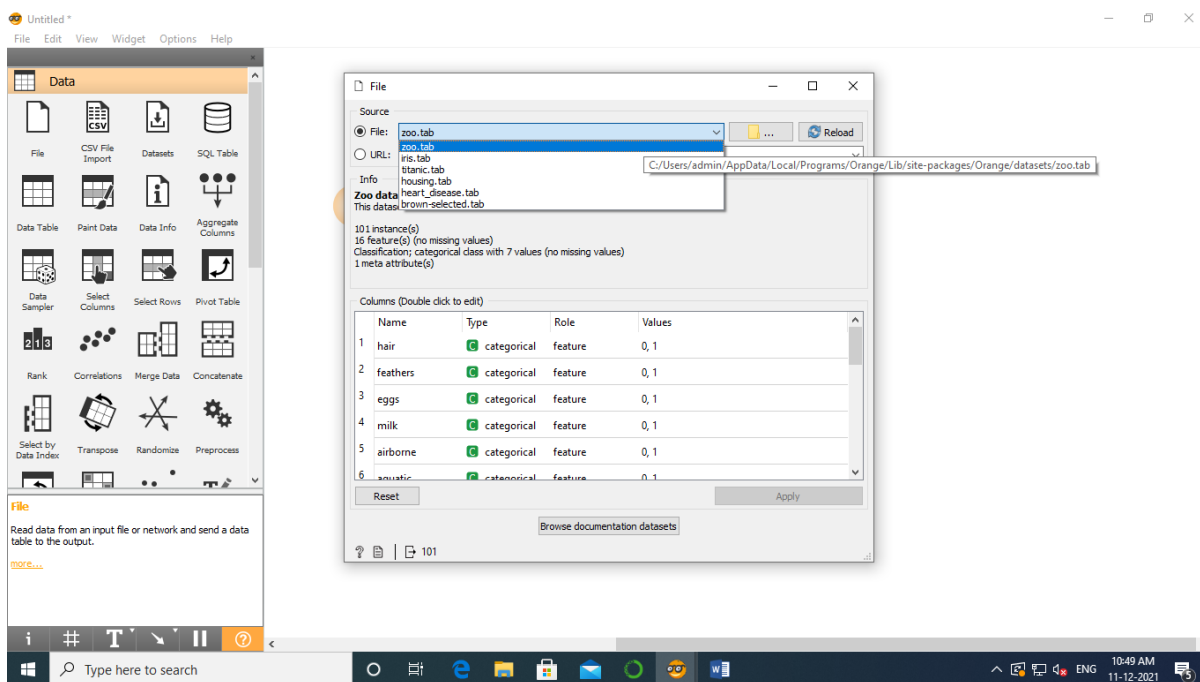 Untitled *
File Edit View Widget Options Help
Data
File
CSV File Import
Datasets
SQL Table
Data Table
Paint Data
Data Info
Aggregate Columns
Data Sampler
Select Columns
Select Rows
Pivot Table
Rank
Correlations
Merge Data
Concatenate
Select by Data Index
Transpose
Randomize
Preprocess
File
Read data from an input file or network and send a data
table to the output.
more...
File
Source
File: zoo.tab ... Reload
zoo.tab
URL: iris.tab
titanic.tab
housing.tab
heart_disease.tab
brown-selected.tab
C:/Users/admin/AppData/Local/Programs/Orange/Lib/site-packages/Orange/datasets/zoo.tab
Info
Zoo data
This datas
101 instance(s)
16 feature(s) (no missing values)
Classification; categorical class with 7 values (no missing values)
1 meta attribute(s)
Columns (Double click to edit)
Name Type Role Values
1 hair C categorical feature 0, 1
2 feathers C categorical feature 0, 1
3 eggs C categorical feature 0, 1
4 milk C categorical feature 0, 1
5 airborne C categorical feature 0, 1
6 aquatic C categorical feature 0, 1
Reset Apply
Browse documentation datasets
? 101
Type here to search
ENG
10:49 AM
11-12-2021
5